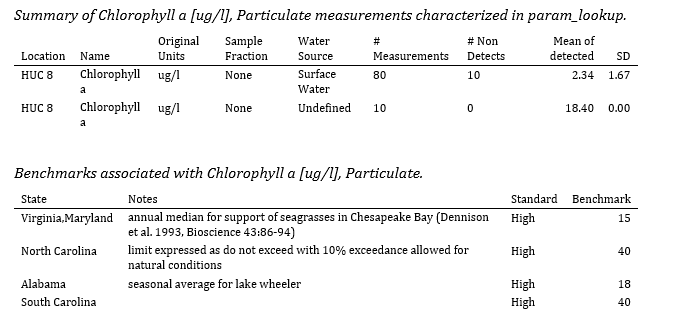 Summary of Chlorophyll a [ug/l], Particulate measurements characterized in param_lookup.
Original Sample Water # # Non Mean of
Location Name Units Fraction Source Measurements Detects detected SD
HUC 8 Chlorophyll ug/l None Surface 80 10 2.34 1.67
a Water
HUC 8 Chlorophyll ug/l None Undefined 10 0 18.40 0.00
a
Benchmarks associated with Chlorophyll a [ug/l], Particulate.
State Notes Standard Benchmark
Virginia,Maryland annual median for support of seagrasses in Chesapeake Bay (Dennison High 15
et al. 1993, Bioscience 43:86-94)
North Carolina limit expressed as do not exceed with 10% exceedance allowed for High 40
natural conditions
Alabama seasonal average for lake wheeler High 18
South Carolina High 40